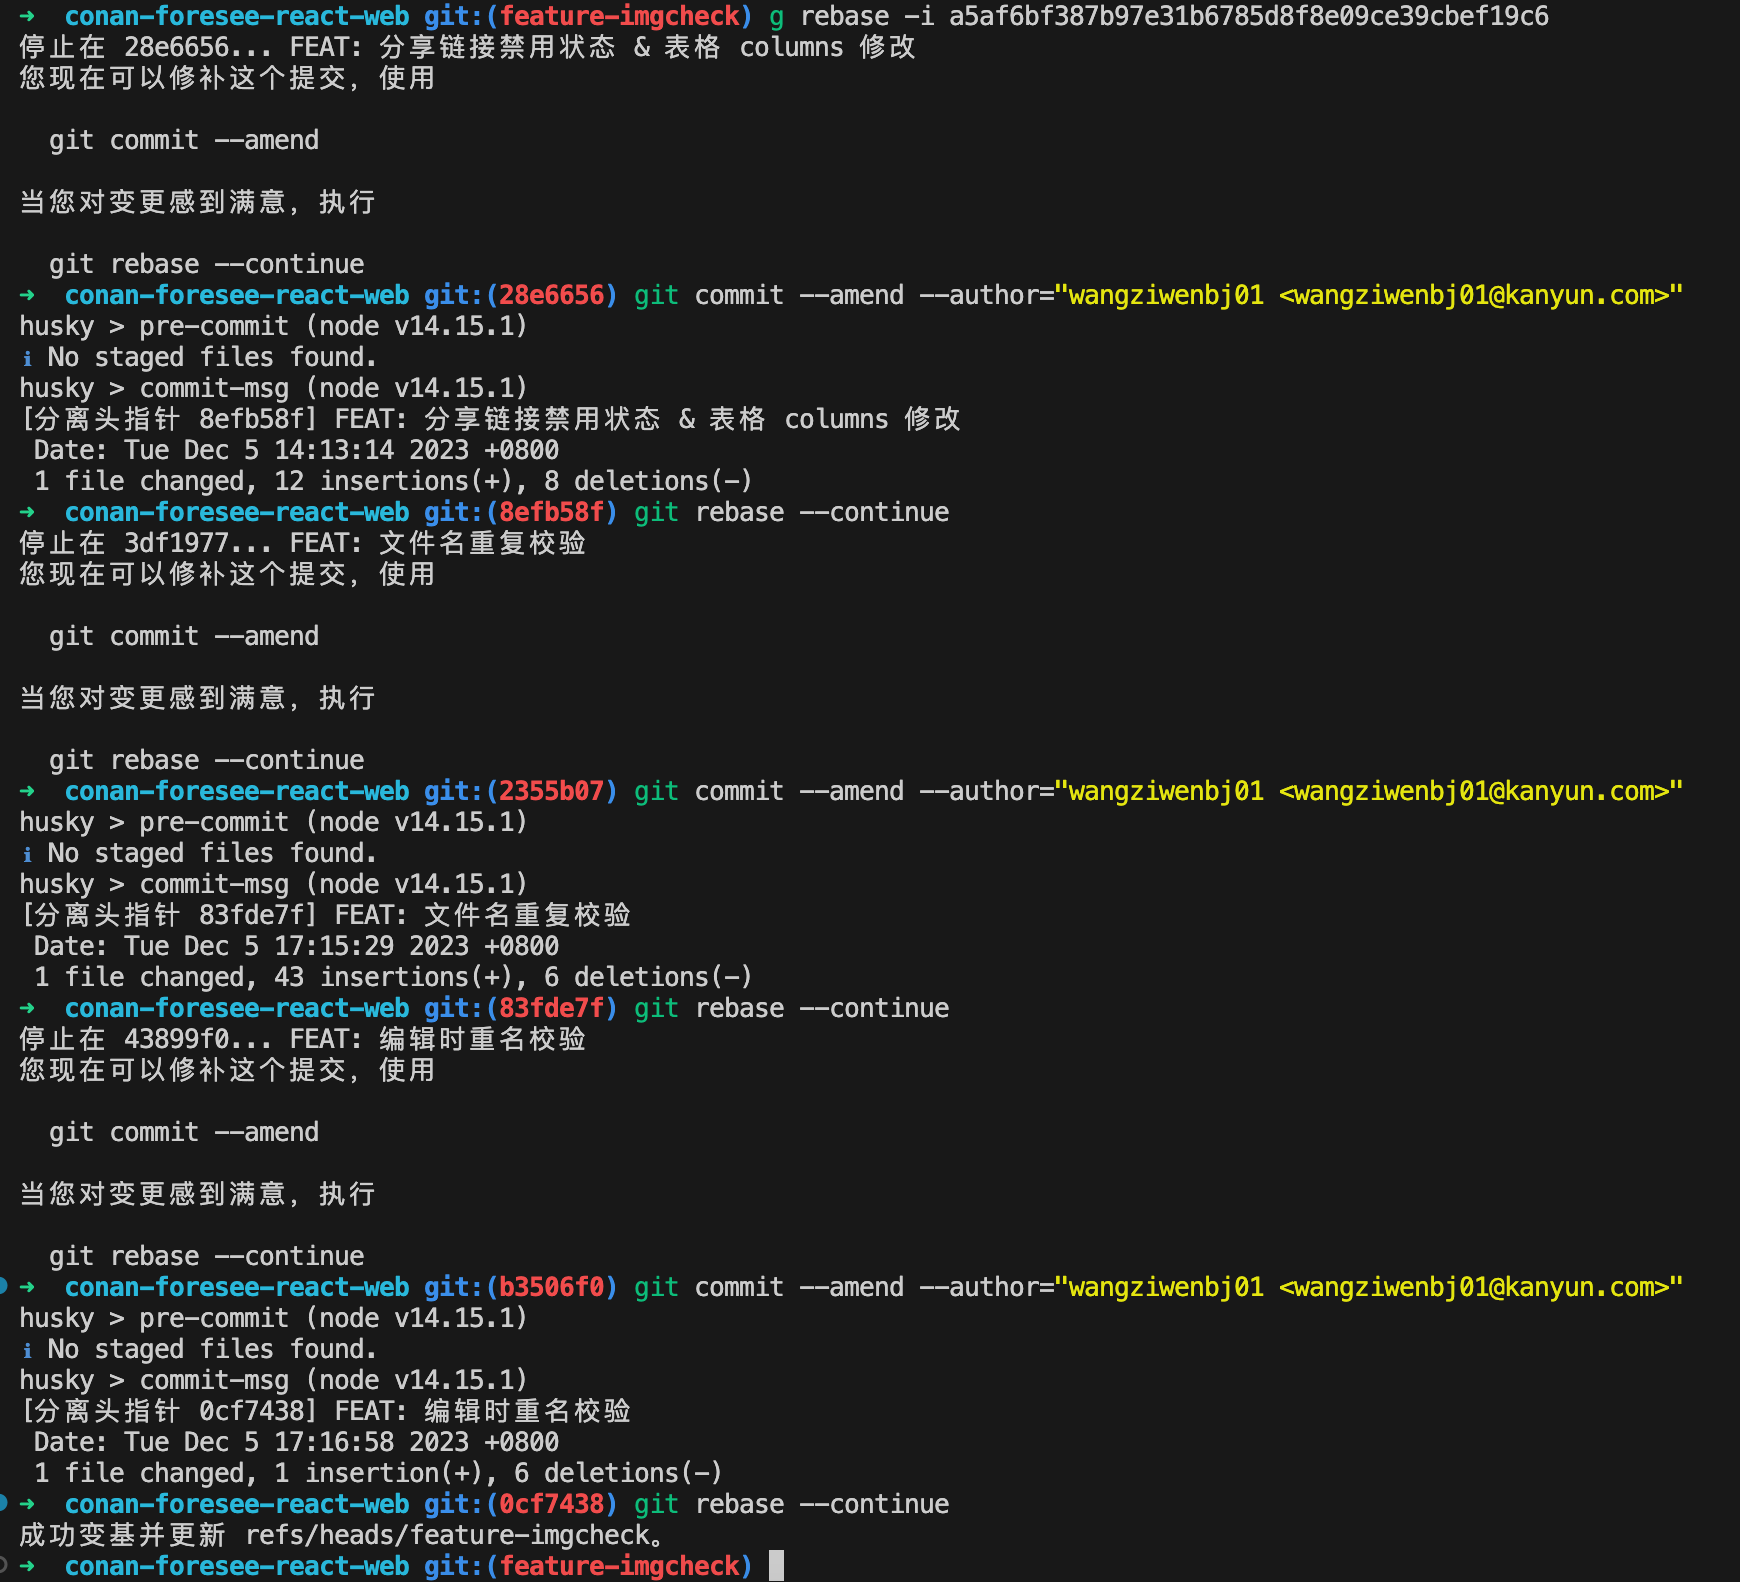 ➜  conan-foresee-react-web git:(feature-imgcheck) g rebase -i a5af6bf387b97e31b6785d8f8e09ce39cbef19c6
停止在 28e6656... FEAT: 分享链接禁用状态 & 表格 columns 修改
您现在可以修补这个提交，使用
  git commit --amend
当您对变更感到满意，执行
  git rebase --continue
➜  conan-foresee-react-web git:(28e6656) git commit --amend --author="wangziwenbj01 <wangziwenbj01@kanyun.com>"
husky > pre-commit (node v14.15.1)
ℹ No staged files found.
husky > commit-msg (node v14.15.1)
[分离头指针 8efb58f] FEAT: 分享链接禁用状态 & 表格 columns 修改
 Date: Tue Dec 5 14:13:14 2023 +0800
 1 file changed, 12 insertions(+), 8 deletions(-)
➜  conan-foresee-react-web git:(8efb58f) git rebase --continue
停止在 3df1977... FEAT: 文件名重复校验
您现在可以修补这个提交，使用
  git commit --amend
当您对变更感到满意，执行
  git rebase --continue
➜  conan-foresee-react-web git:(2355b07) git commit --amend --author="wangziwenbj01 <wangziwenbj01@kanyun.com>"
husky > pre-commit (node v14.15.1)
ℹ No staged files found.
husky > commit-msg (node v14.15.1)
[分离头指针 83fde7f] FEAT: 文件名重复校验
 Date: Tue Dec 5 17:15:29 2023 +0800
 1 file changed, 43 insertions(+), 6 deletions(-)
➜  conan-foresee-react-web git:(83fde7f) git rebase --continue
停止在 43899f0... FEAT: 编辑时重名校验
您现在可以修补这个提交，使用
  git commit --amend
当您对变更感到满意，执行
  git rebase --continue
➜  conan-foresee-react-web git:(b3506f0) git commit --amend --author="wangziwenbj01 <wangziwenbj01@kanyun.com>"
husky > pre-commit (node v14.15.1)
ℹ No staged files found.
husky > commit-msg (node v14.15.1)
[分离头指针 0cf7438] FEAT: 编辑时重名校验
 Date: Tue Dec 5 17:16:58 2023 +0800
 1 file changed, 1 insertion(+), 6 deletions(-)
➜  conan-foresee-react-web git:(0cf7438) git rebase --continue
成功变基并更新 refs/heads/feature-imgcheck。
➜  conan-foresee-react-web git:(feature-imgcheck)